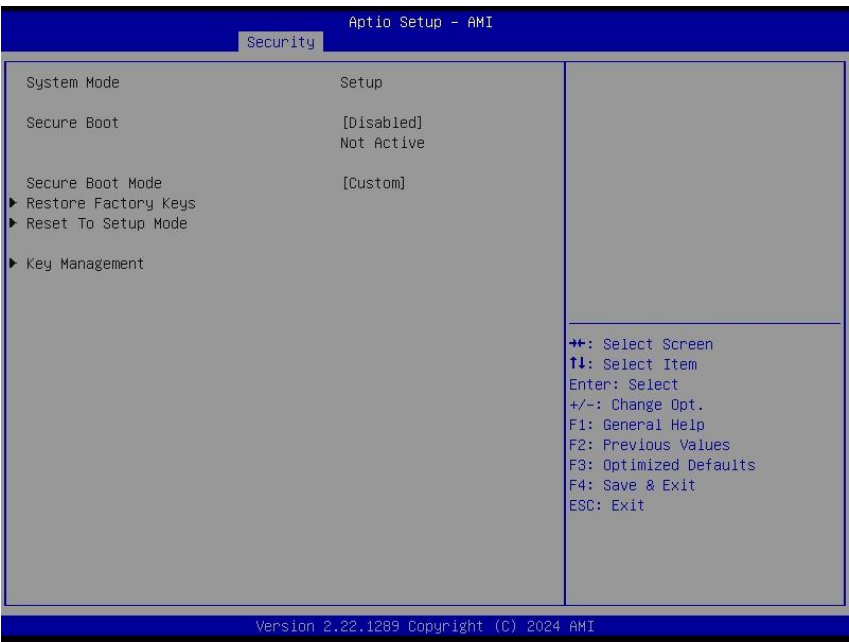 Aptio Setup – AMI
Security
System Mode Setup
Secure Boot [Disabled]
Not Active
Secure Boot Mode [Custom]
▶ Restore Factory Keys
▶ Reset To Setup Mode
▶ Key Management
→←: Select Screen
↑↓: Select Item
Enter: Select
+/-: Change Opt.
F1: General Help
F2: Previous Values
F3: Optimized Defaults
F4: Save & Exit
ESC: Exit
Version 2.22.1289 Copyright (C) 2024 AMI